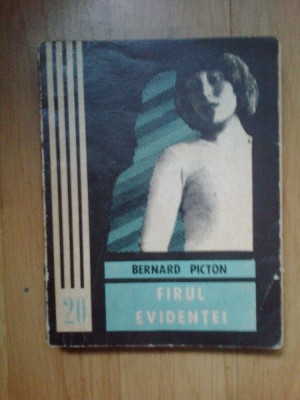 BERNARD PICTON
FIRUL
EVIDENȚEI
20